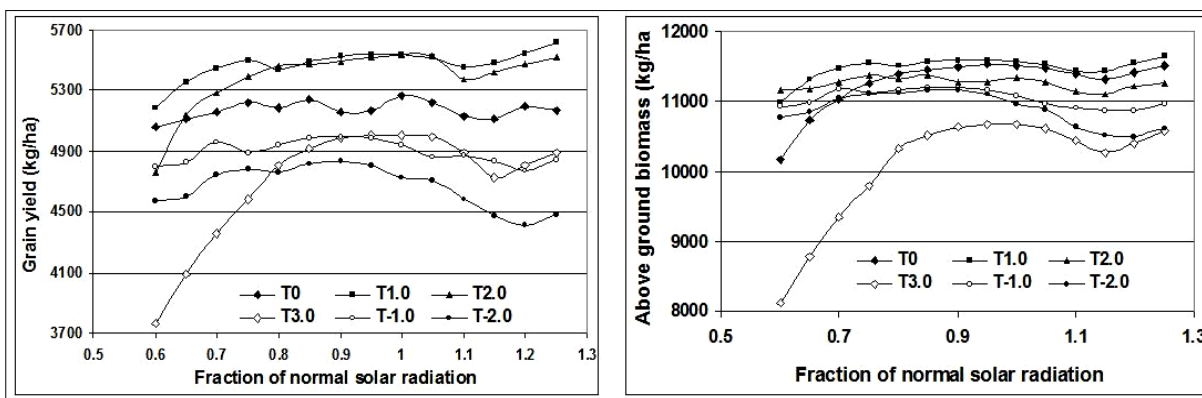 Grain yield (kg/ha)
5700
5300
4900
4500
4100
3700
T0 T1.0 T2.0
T3.0 T-1.0 T-2.0
0.5 0.6 0.7 0.8 0.9 1 1.1 1.2 1.3
Fraction of normal solar radiation
Above ground biomass (kg/ha)
12000
11000
10000
9000
8000
T0 T1.0 T2.0
T3.0 T-1.0 T-2.0
0.5 0.7 0.9 1.1 1.3
Fraction of normal solar radiation